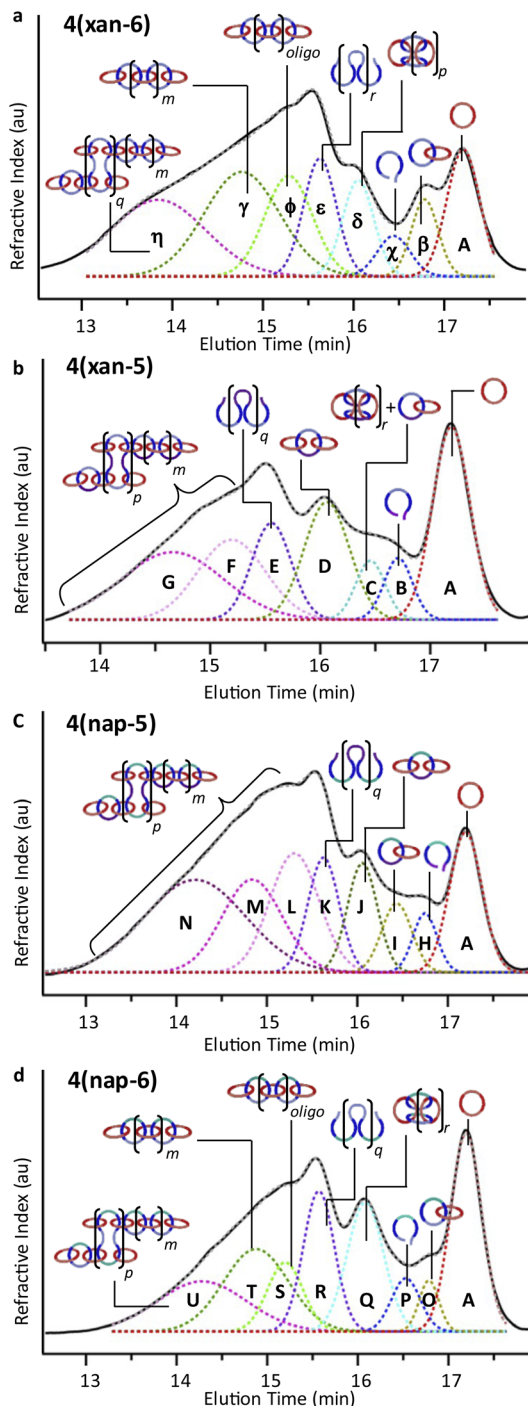 a 4(xan-6)
oligo
m
r
p
m
q
η γ ϕ ε δ χ β A
Refractive Index (au)
13 14 15 16 17
Elution Time (min)
b 4(xan-5)
q
r
+
m
p
G F E D C B A
Refractive Index (au)
14 15 16 17
Elution Time (min)
c 4(nap-5)
q
m
p
N M L K J I H A
Refractive Index (au)
13 14 15 16 17
Elution Time (min)
d 4(nap-6)
oligo
m
q
r
m
p
U T S R Q P O A
Refractive Index (au)
13 14 15 16 17
Elution Time (min)